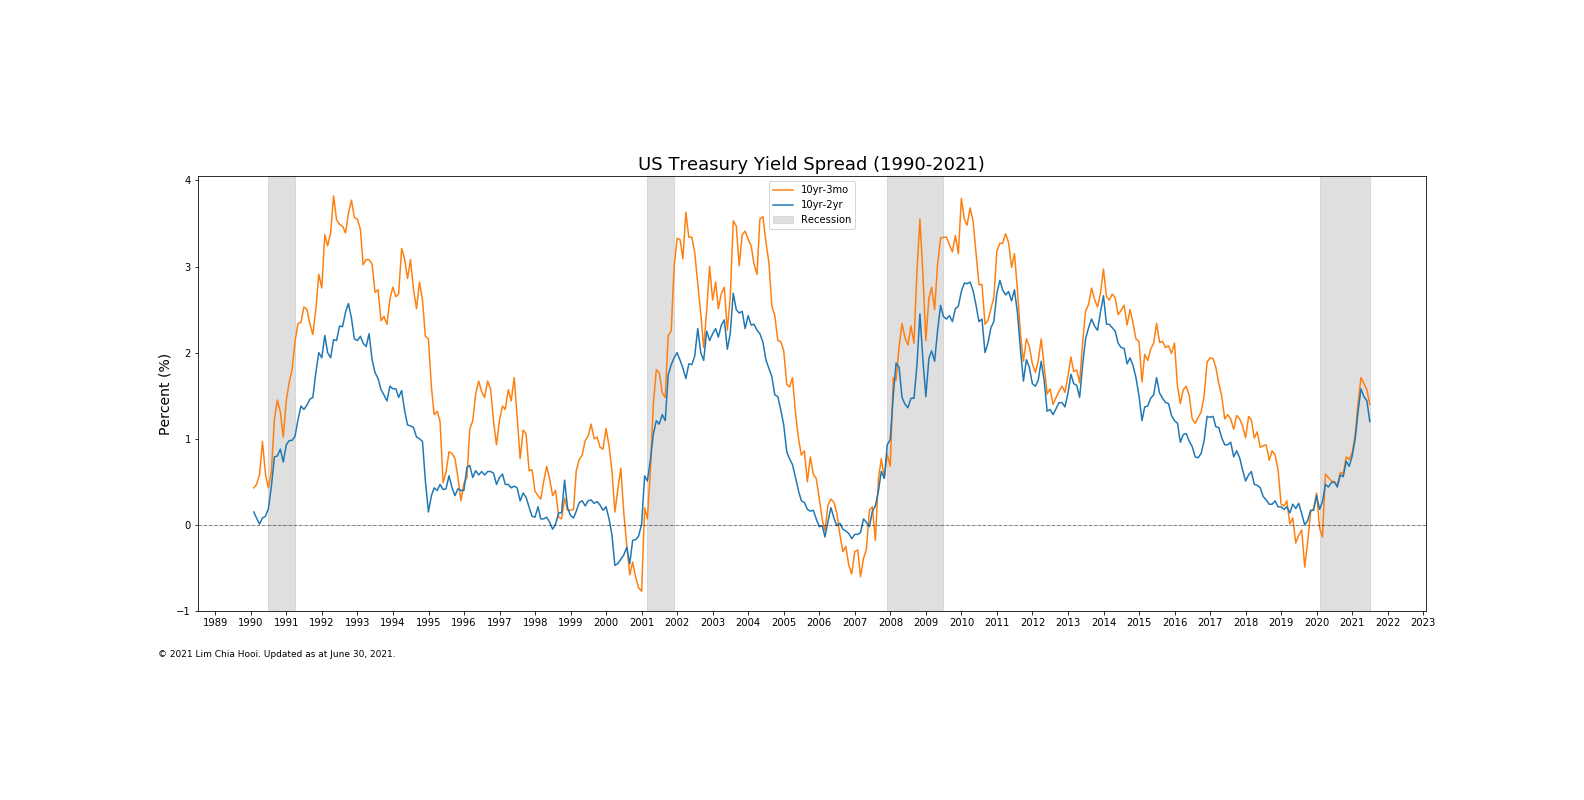 US Treasury Yield Spread (1990-2021)
10yr-3mo
10yr-2yr
Recession
Percent (%)
4
3
2
1
0
−1
1989 1990 1991 1992 1993 1994 1995 1996 1997 1998 1999 2000 2001 2002 2003 2004 2005 2006 2007 2008 2009 2010 2011 2012 2013 2014 2015 2016 2017 2018 2019 2020 2021 2022 2023
© 2021 Lim Chia Hooi. Updated as at June 30, 2021.